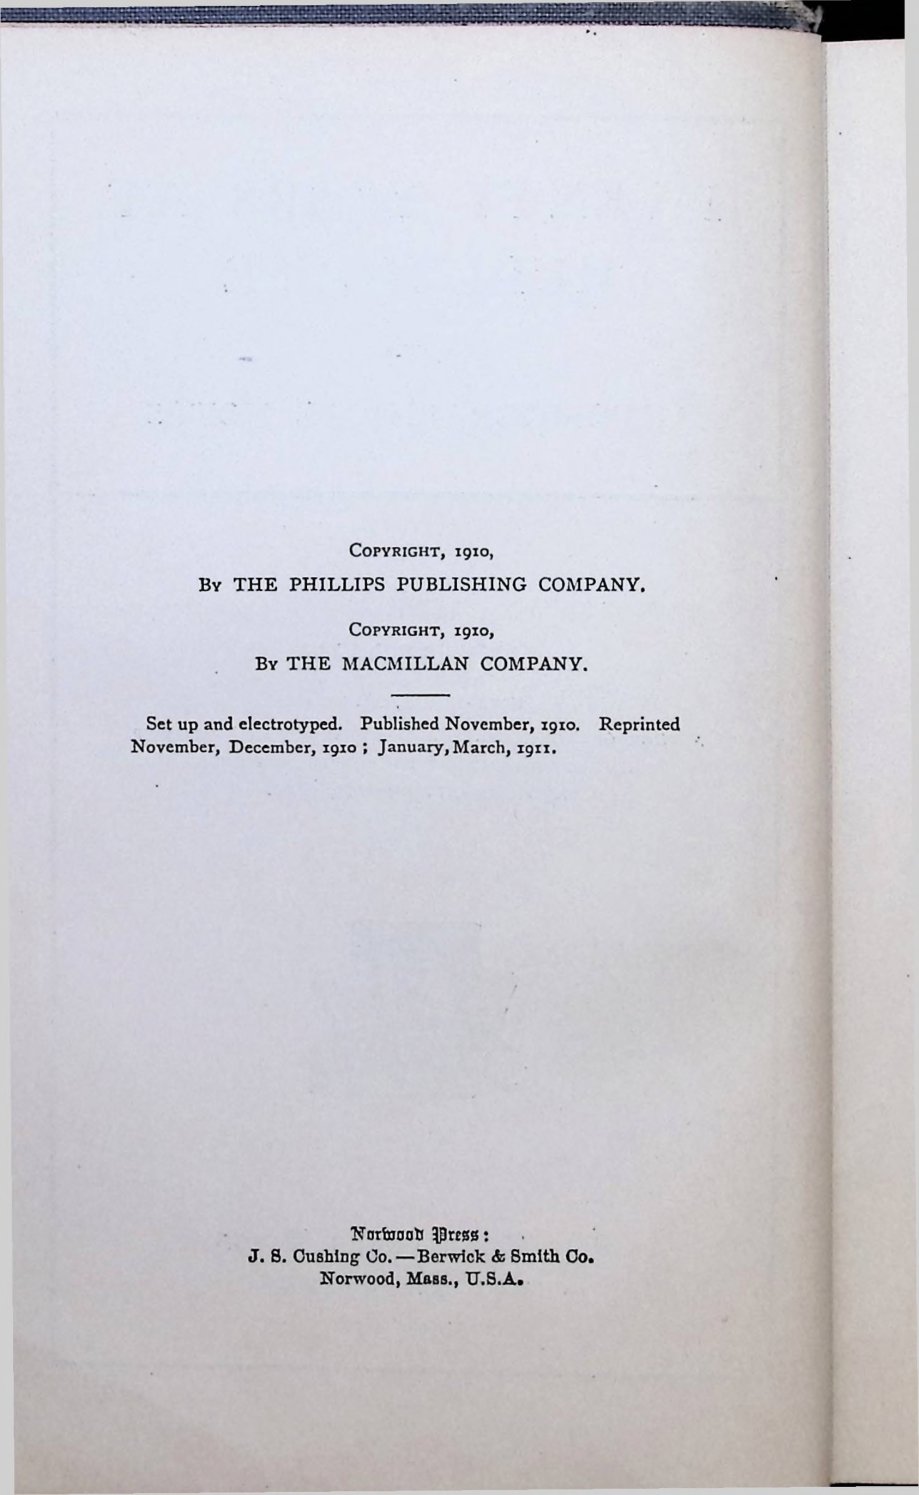 COPYRIGHT, 1910,
BY THE PHILLIPS PUBLISHING COMPANY.
COPYRIGHT, 1910,
BY THE MACMILLAN COMPANY.
Set up and electrotyped. Published November, 1910. Reprinted
November, December, 1910 ; January, March, 1911.
Norwood Press :
J. S. Cushing Co. — Berwick & Smith Co.
Norwood, Mass., U.S.A.